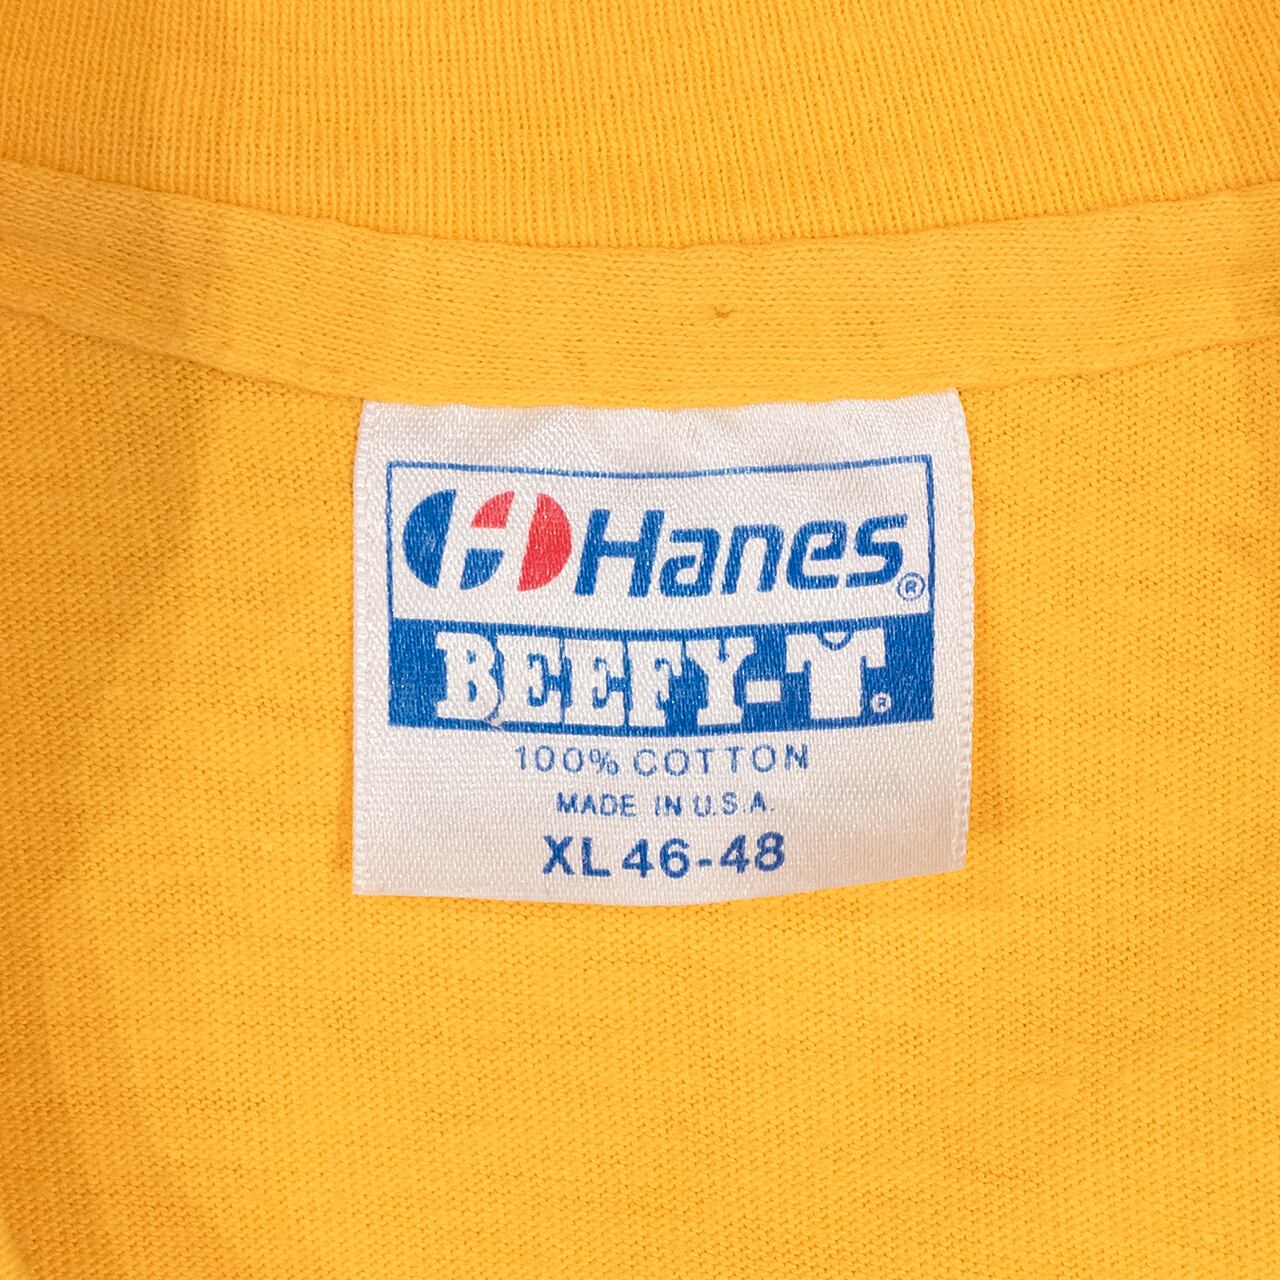 Hanes®
BEEFY-T®
100% COTTON
MADE IN U.S.A.
XL 46-48